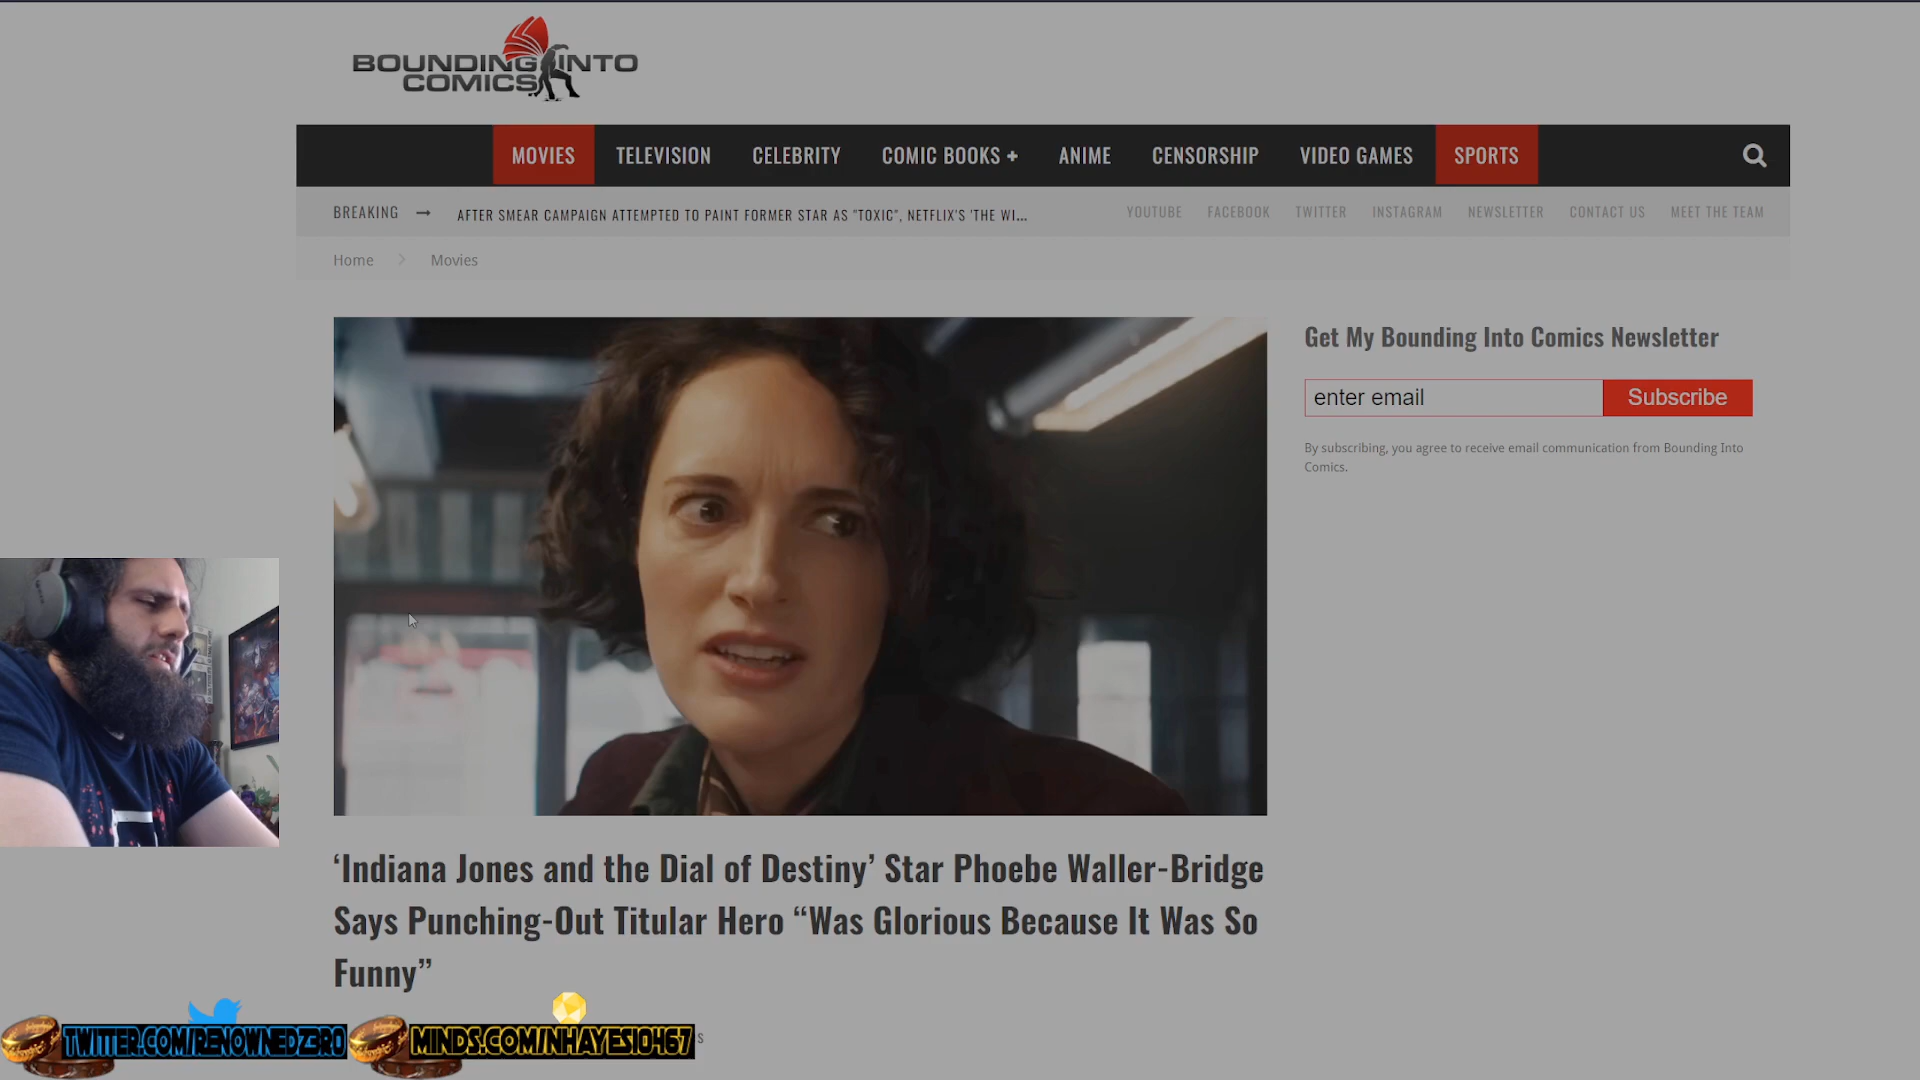 BOUNDING INTO
COMICS
MOVIES TELEVISION CELEBRITY COMIC BOOKS + ANIME CENSORSHIP VIDEO GAMES SPORTS
BREAKING → AFTER SMEAR CAMPAIGN ATTEMPTED TO PAINT FORMER STAR AS "TOXIC", NETFLIX'S 'THE WI... YOUTUBE FACEBOOK TWITTER INSTAGRAM NEWSLETTER CONTACT US MEET THE TEAM
Home > Movies
Get My Bounding Into Comics Newsletter
enter email Subscribe
By subscribing, you agree to receive email communication from Bounding Into
Comics.
‘Indiana Jones and the Dial of Destiny’ Star Phoebe Waller-Bridge
Says Punching-Out Titular Hero “Was Glorious Because It Was So
Funny”
TWITTER.COM/RENOWNEDZ3R0 MINDS.COM/NHAYES10467